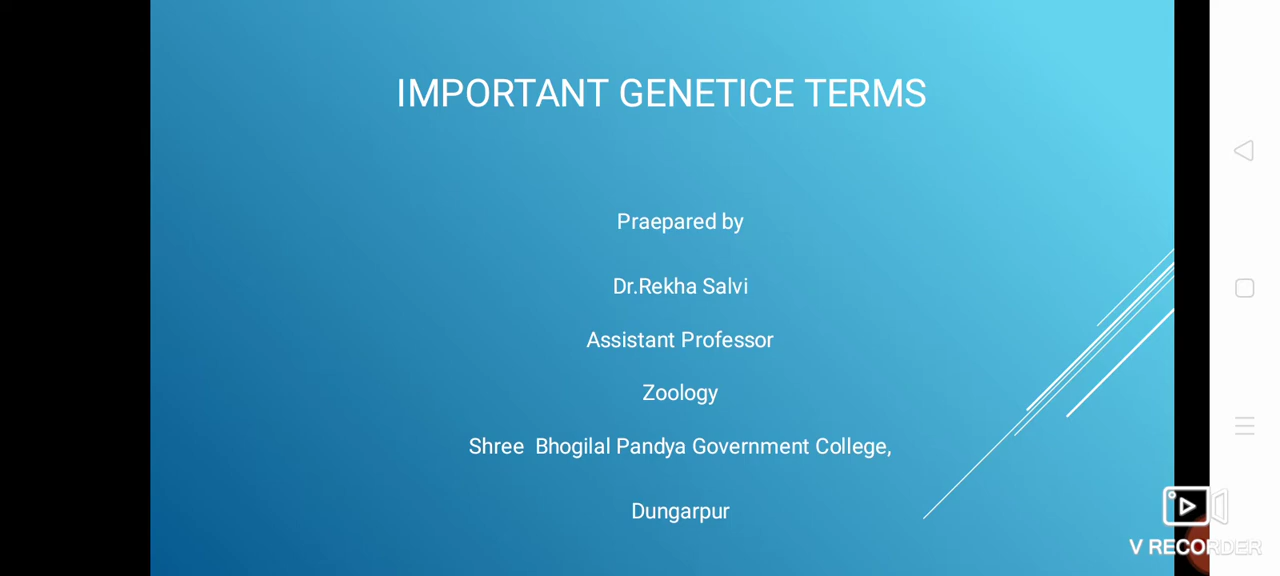 IMPORTANT GENETICE TERMS
Praepared by
Dr.Rekha Salvi
Assistant Professor
Zoology
Shree Bhogilal Pandya Government College,
Dungarpur
V RECORDER